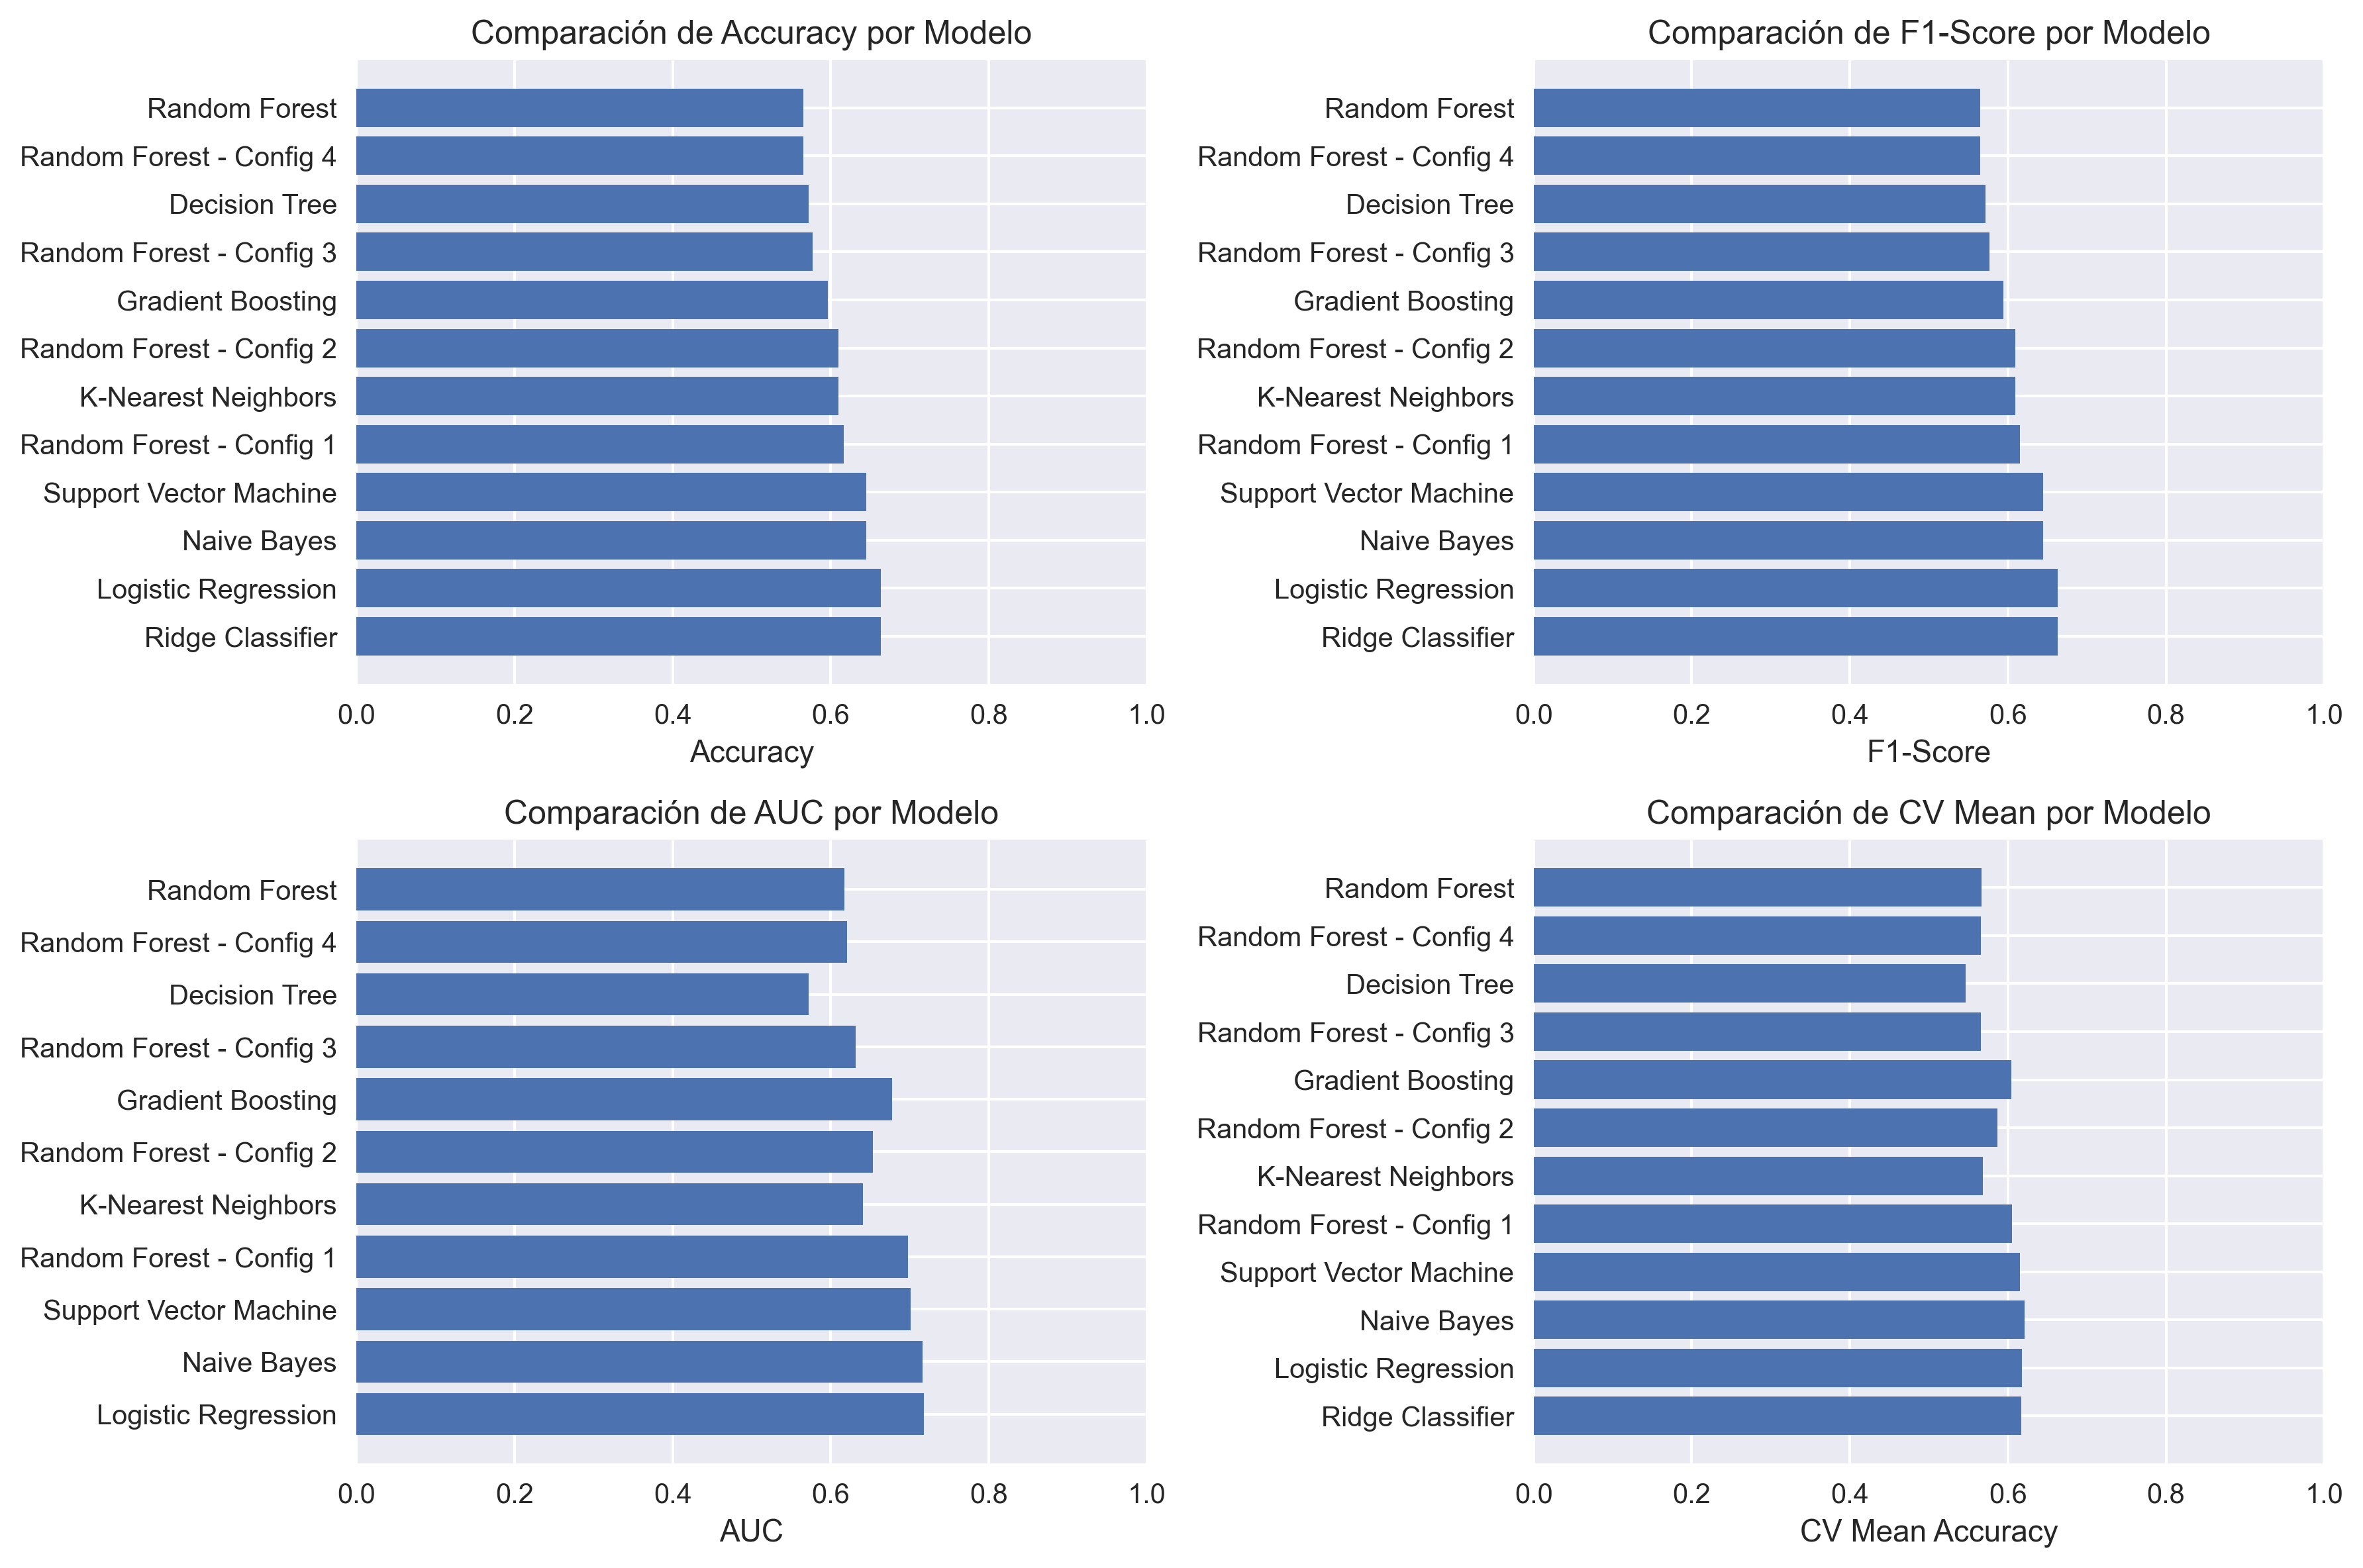 Comparación de Accuracy por Modelo
Random Forest
Random Forest - Config 4
Decision Tree
Random Forest - Config 3
Gradient Boosting
Random Forest - Config 2
K-Nearest Neighbors
Random Forest - Config 1
Support Vector Machine
Naive Bayes
Logistic Regression
Ridge Classifier
0.0 0.2 0.4 0.6 0.8 1.0
Accuracy
Comparación de F1-Score por Modelo
Random Forest
Random Forest - Config 4
Decision Tree
Random Forest - Config 3
Gradient Boosting
Random Forest - Config 2
K-Nearest Neighbors
Random Forest - Config 1
Support Vector Machine
Naive Bayes
Logistic Regression
Ridge Classifier
0.0 0.2 0.4 0.6 0.8 1.0
F1-Score
Comparación de AUC por Modelo
Random Forest
Random Forest - Config 4
Decision Tree
Random Forest - Config 3
Gradient Boosting
Random Forest - Config 2
K-Nearest Neighbors
Random Forest - Config 1
Support Vector Machine
Naive Bayes
Logistic Regression
0.0 0.2 0.4 0.6 0.8 1.0
AUC
Comparación de CV Mean por Modelo
Random Forest
Random Forest - Config 4
Decision Tree
Random Forest - Config 3
Gradient Boosting
Random Forest - Config 2
K-Nearest Neighbors
Random Forest - Config 1
Support Vector Machine
Naive Bayes
Logistic Regression
Ridge Classifier
0.0 0.2 0.4 0.6 0.8 1.0
CV Mean Accuracy